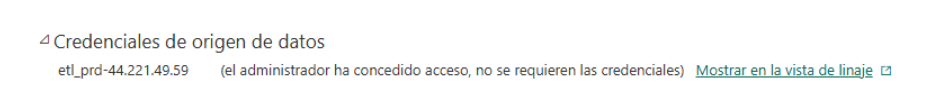 Credenciales de origen de datos
etl_prd-44.221.49.59 (el administrador ha concedido acceso, no se requieren las credenciales) Mostrar en la vista de linaje